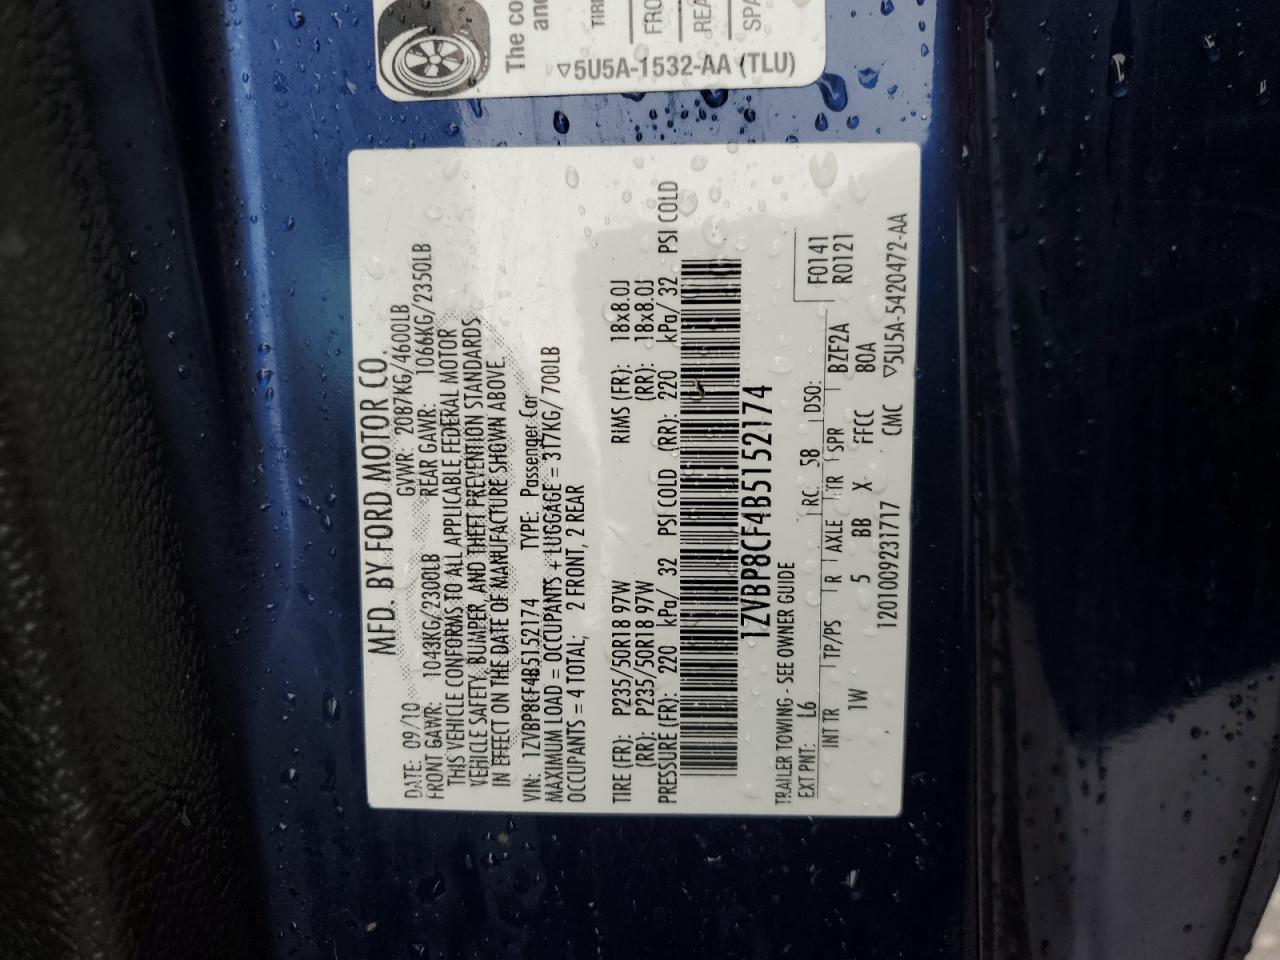 The co
and
TIRE
FRO
REA
SPA
▽5U5A-1532-AA (TLU)
MFD. BY FORD MOTOR CO.
DATE: 09/10 GVWR: 2087KG/4600LB
FRONT GAWR: 1043KG/2300LB REAR GAWR: 1066KG/2350LB
THIS VEHICLE CONFORMS TO ALL APPLICABLE FEDERAL MOTOR
VEHICLE SAFETY, BUMPER, AND THEFT PREVENTION STANDARDS
IN EFFECT ON THE DATE OF MANUFACTURE SHOWN ABOVE.
VIN: 1ZVBP8CF4B5152174 TYPE: Passenger Car
MAXIMUM LOAD = OCCUPANTS + LUGGAGE = 317KG/ 700LB
OCCUPANTS = 4 TOTAL; 2 FRONT, 2 REAR
TIRE (FR): P235/50R18 97W RIMS (FR): 18x8.0J
(RR): P235/50R18 97W (RR): 18x8.0J
PRESSURE (FR): 220 kPa/ 32 PSI COLD (RR): 220 kPa/ 32 PSI COLD
1ZVBP8CF4B5152174
TRAILER TOWING - SEE OWNER GUIDE
F0141
R0121
EXT PNT: L6 RC: 58 DSO:
INT TR TP/PS R AXLE TR SPR BZF2A
1W 5 BB X FFCC 80A
1201009231717 CMC ▽5U5A-5420472-AA